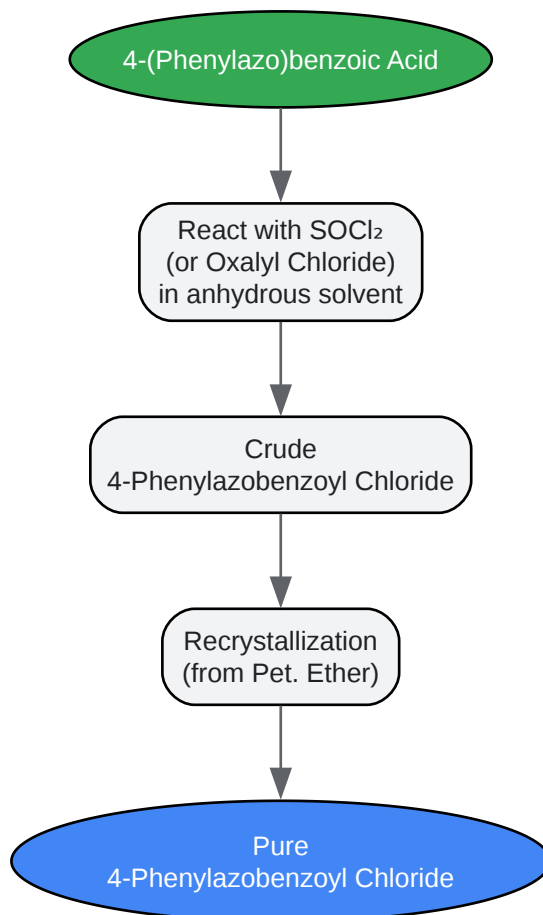 4-(Phenylazo)benzoic Acid
React with SOCl₂
(or Oxalyl Chloride)
in anhydrous solvent
Crude
4-Phenylazobenzoyl Chloride
Recrystallization
(from Pet. Ether)
Pure
4-Phenylazobenzoyl Chloride